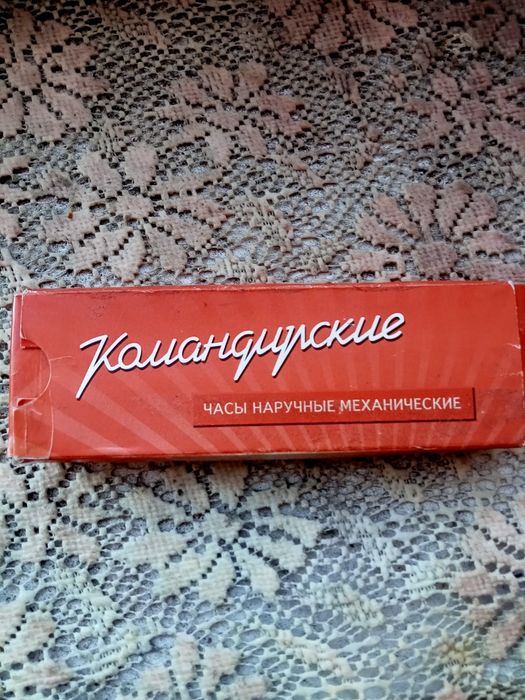 Командирские
ЧАСЫ НАРУЧНЫЕ МЕХАНИЧЕСКИЕ